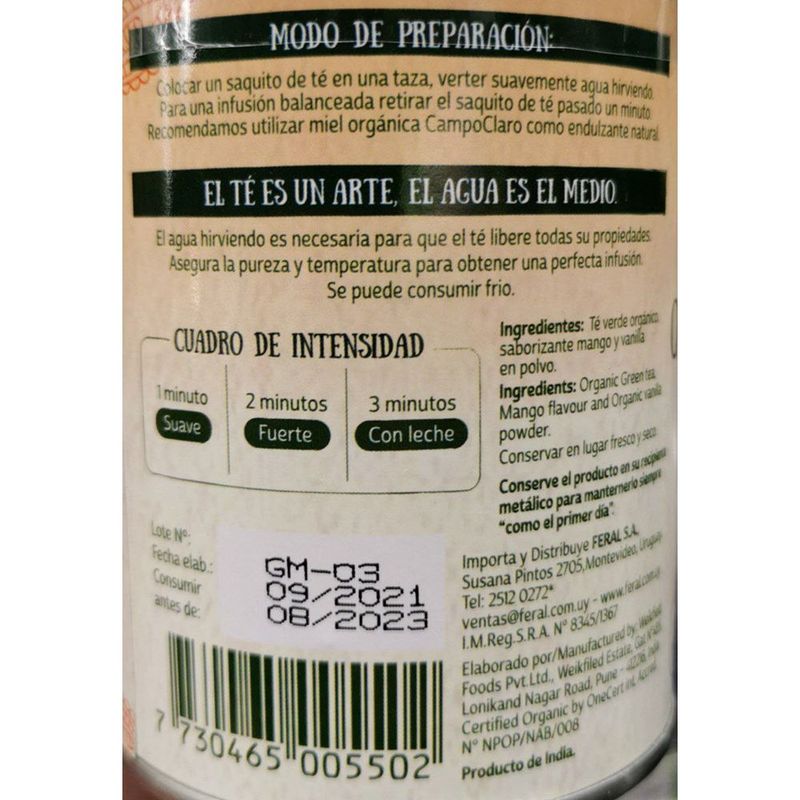 MODO DE PREPARACIÓN:
Colocar un saquito de té en una taza, verter suavemente agua hirviendo.
Para una infusión balanceada retirar el saquito de té pasado un minuto
Recomendamos utilizar miel orgánica CampoClaro como endulzante natural.
EL TÉ ES UN ARTE, EL AGUA ES EL MEDIO.
El agua hirviendo es necesaria para que el té libere todas su propiedades.
Asegura la pureza y temperatura para obtener una perfecta infusión.
Se puede consumir frio.
CUADRO DE INTENSIDAD
1 minuto
Suave
2 minutos
Fuerte
3 minutos
Con leche
Ingredientes: Té verde orgánico,
saborizante mango y vanilla
en polvo.
Ingredients: Organic Green tea,
Mango flavour and Organic vanilla
powder.
Conservar en lugar fresco y seco.
Conserve el producto en su recipiente
metálico para mantenerlo siempre
"como el primer día".
Lote Nº:
Fecha elab.:
Consumir
antes de:
GM-03
09/2021
08/2023
7 730465 005502
Importa y Distribuye FERAL S.A.
Susana Pintos 2705, Montevideo, Uruguay.
Tel: 2512 0272*
ventas@feral.com.uy - www.feral.com.uy
I.M.Reg.S.R.A. Nº 8345/1367
Elaborado por/Manufactured by: Weikfield
Foods Pvt.Ltd., Weikfiled Estate, Gat Nº
Lonikand Nagar Road, Pune - 42216, India
Certified Organic by OneCert Int. Accred.
Nº NPOP/NAB/008
Producto de India.